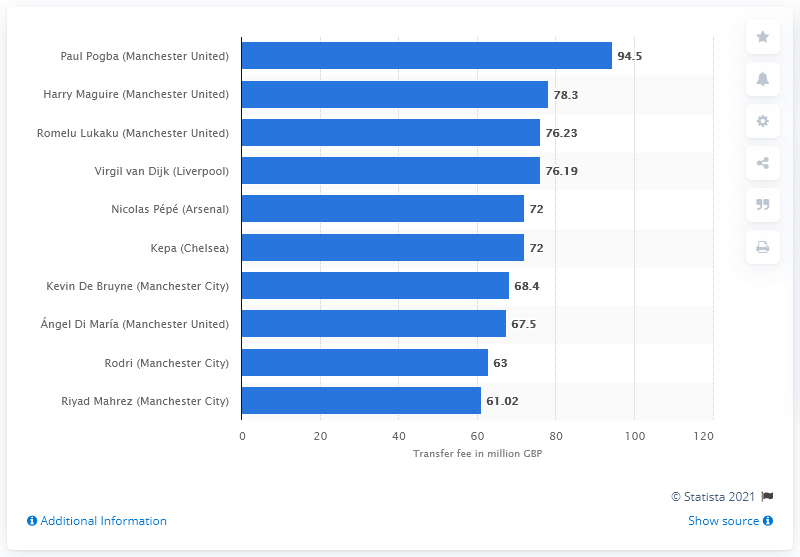 Paul Pogba (Manchester United) 94.5
Harry Maguire (Manchester United) 78.3
Romelu Lukaku (Manchester United) 76.23
Virgil van Dijk (Liverpool) 76.19
Nicolas Pépé (Arsenal) 72
Kepa (Chelsea) 72
Kevin De Bruyne (Manchester City) 68.4
Ángel Di María (Manchester United) 67.5
Rodri (Manchester City) 63
Riyad Mahrez (Manchester City) 61.02
0 20 40 60 80 100 120
Transfer fee in million GBP
© Statista 2021
Additional Information Show source